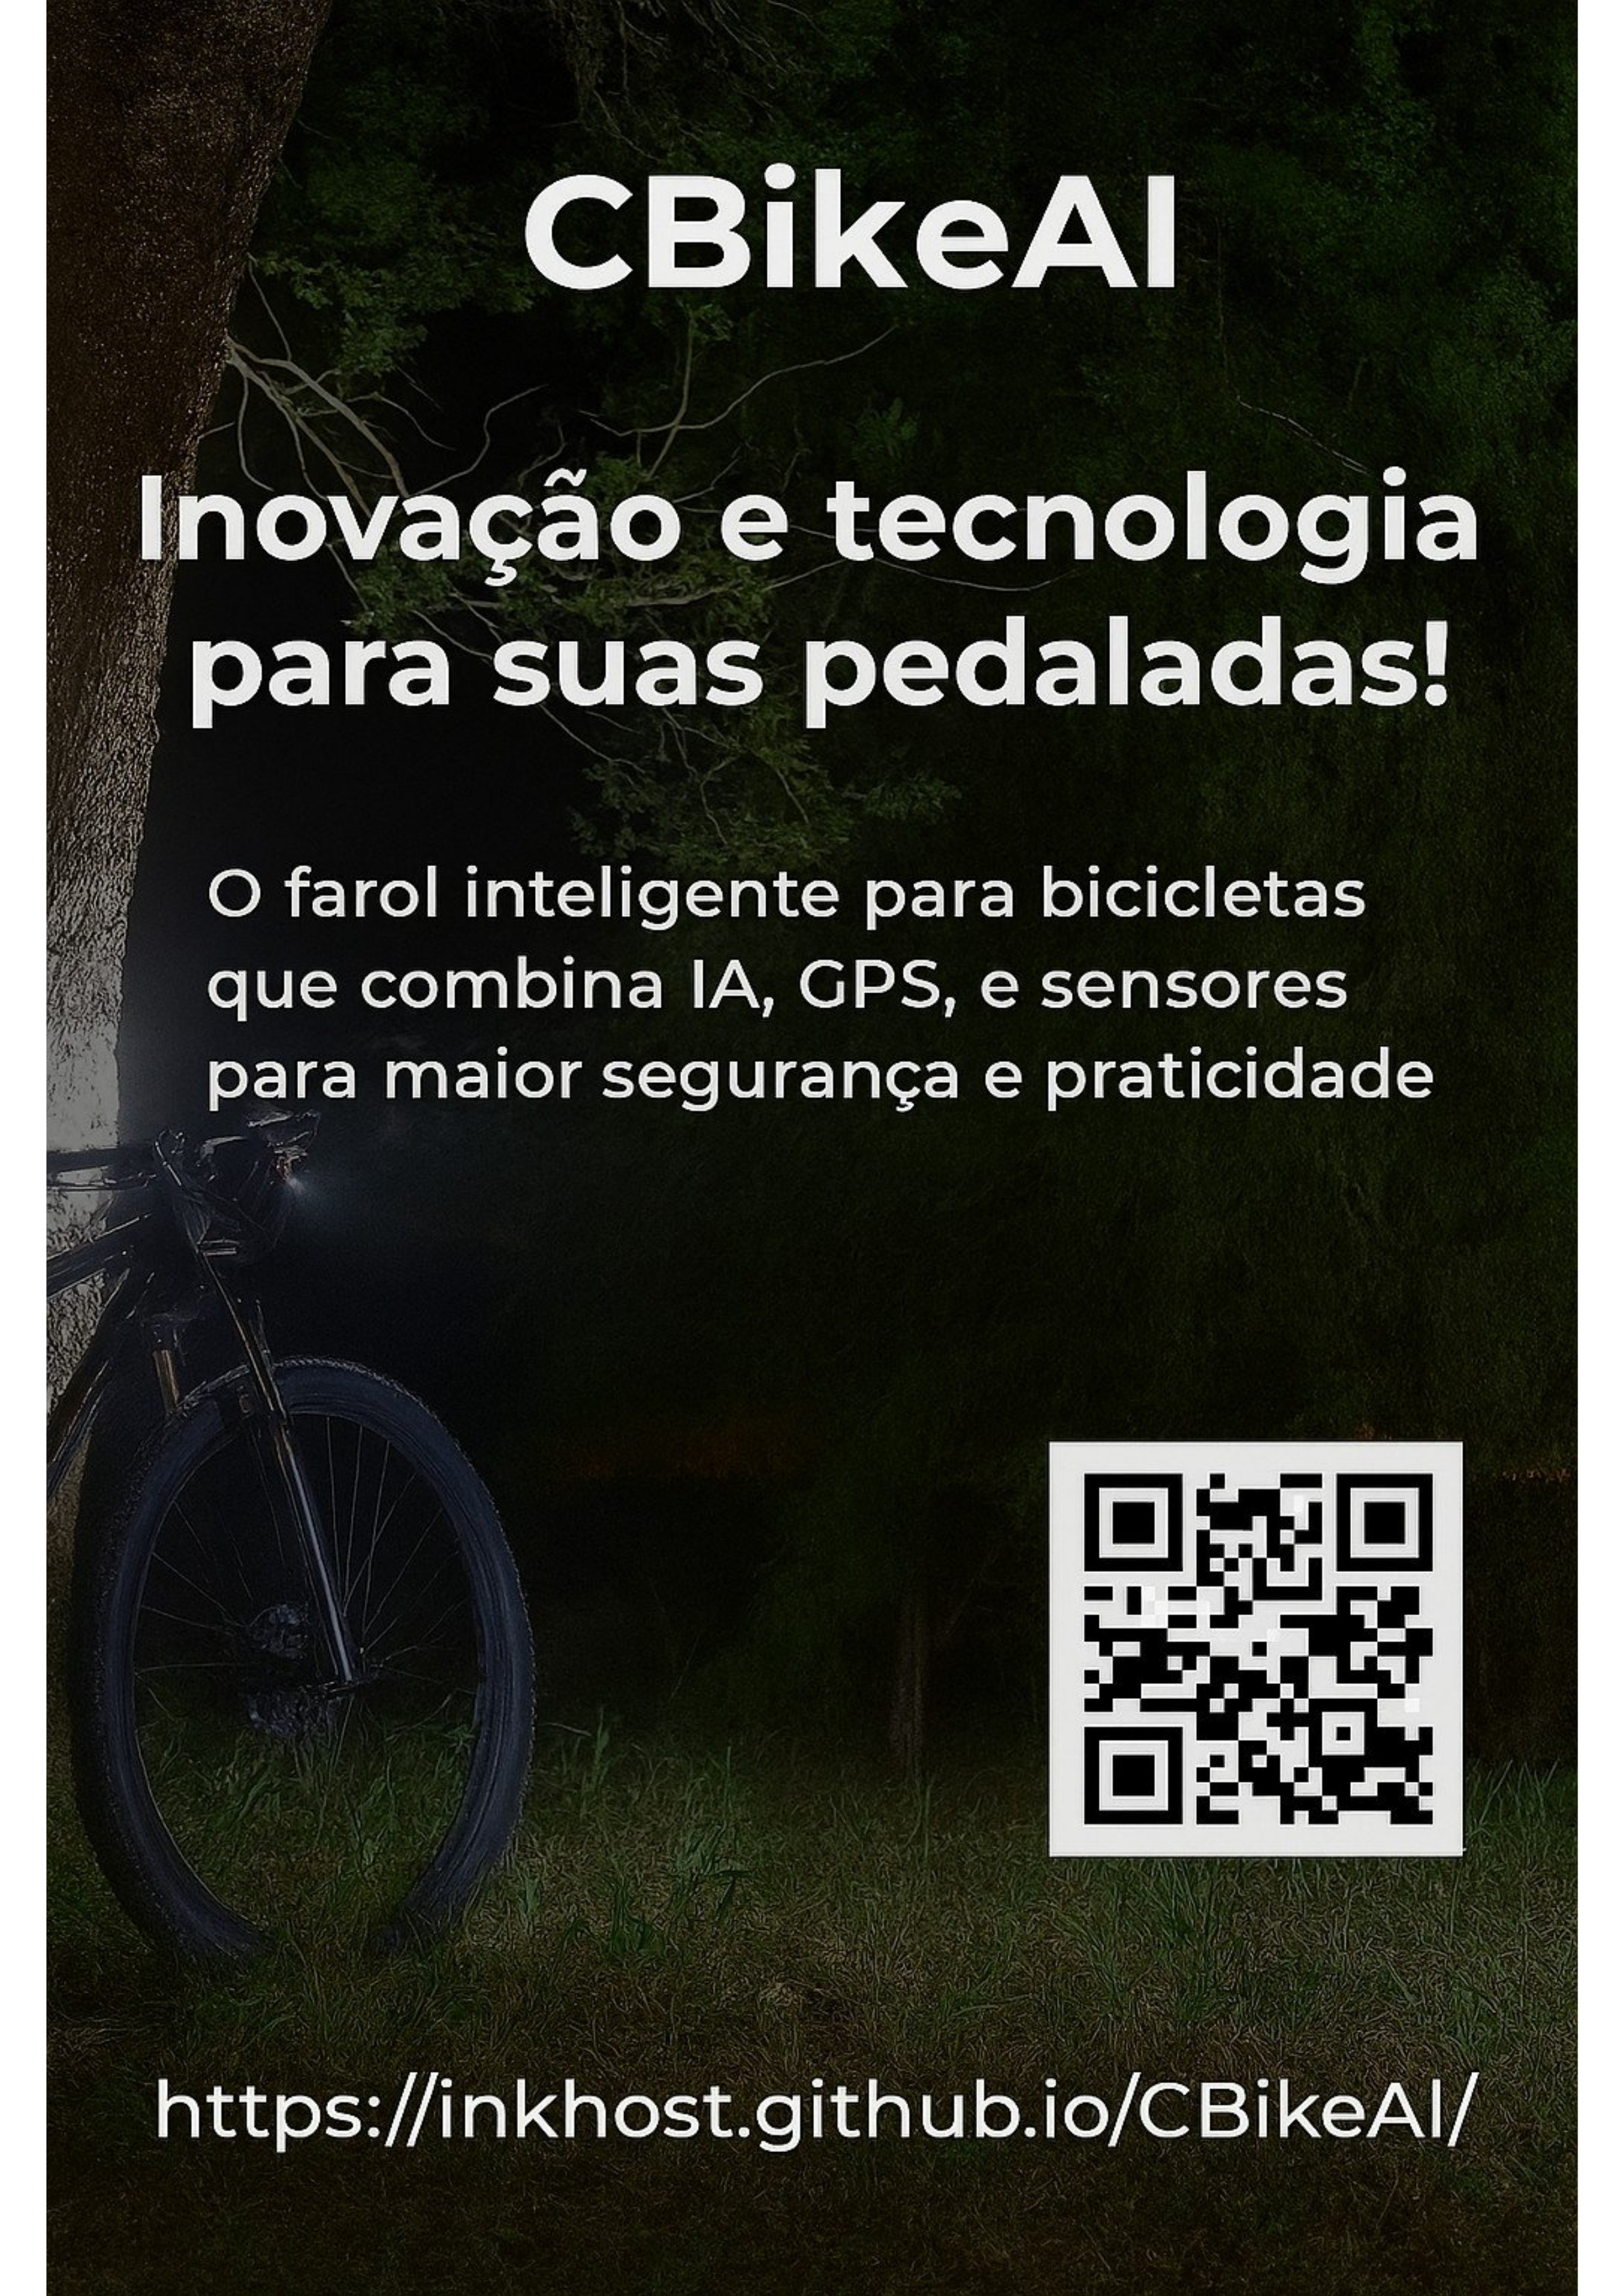 CBikeAI
Inovação e tecnologia
para suas pedaladas!
O farol inteligente para bicicletas
que combina IA, GPS, e sensores
para maior segurança e praticidade
https://inkhost.github.io/CBikeAI/